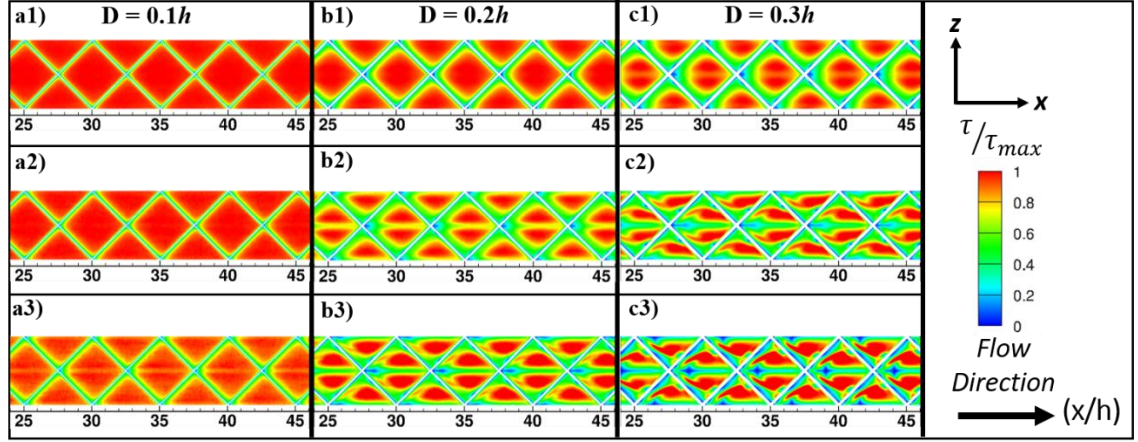 a1) D = 0.1h b1) D = 0.2h c1) D = 0.3h
25 30 35 40 45 25 30 35 40 45 25 30 35 40 45
a2) b2) c2)
25 30 35 40 45 25 30 35 40 45 25 30 35 40 45
a3) b3) c3)
25 30 35 40 45 25 30 35 40 45 25 30 35 40 45
z
x
τ/τmax
1
0.8
0.6
0.4
0.2
0
Flow
Direction
(x/h)